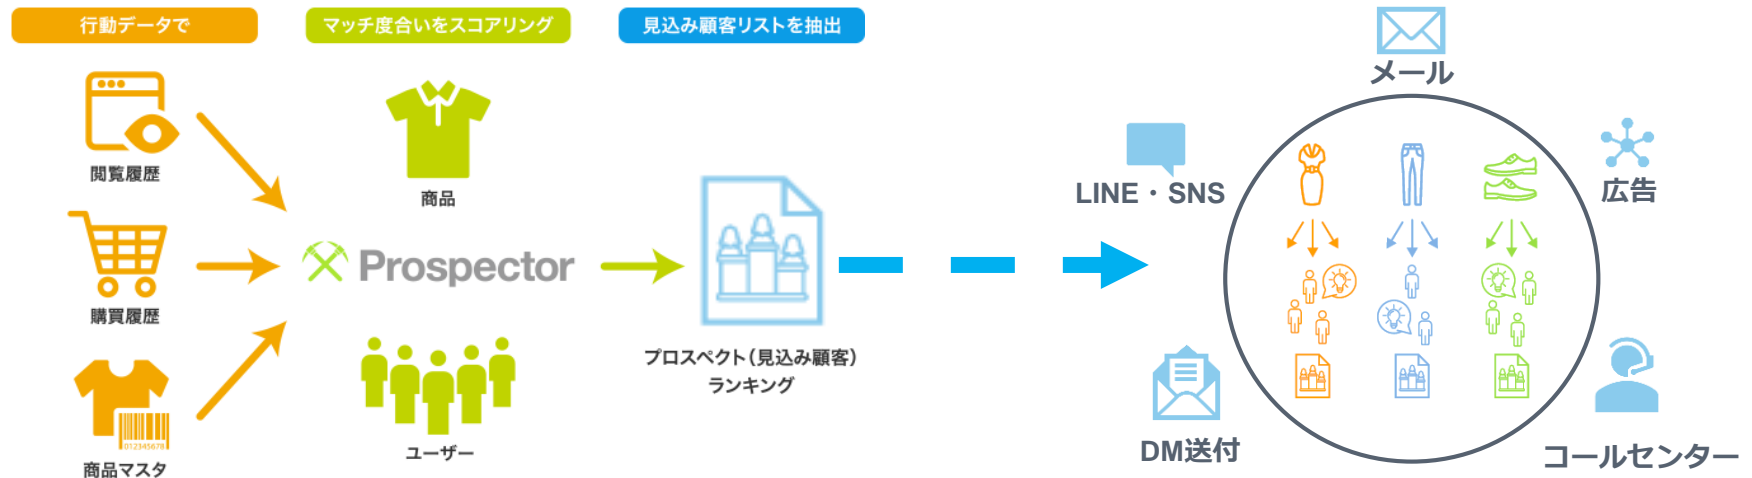 行動データで
マッチ度合いをスコアリング
見込み顧客リストを抽出
閲覧履歴
購買履歴
012345678
商品マスタ
商品
Prospector
ユーザー
プロスペクト(見込み顧客)
ランキング
メール
LINE・SNS
広告
DM送付
コールセンター